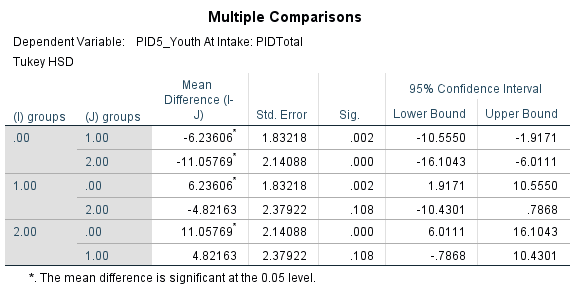 Multiple Comparisons
Dependent Variable: PID5_Youth At Intake: PIDTotal
Tukey HSD
Mean
Difference (I-
95% Confidence Interval
(I) groups (J) groups J) Std. Error Sig. Lower Bound Upper Bound
.00 1.00 -6.23606* 1.83218 .002 -10.5550 -1.9171
2.00 -11.05769* 2.14088 .000 -16.1043 -6.0111
1.00 .00 6.23606* 1.83218 .002 1.9171 10.5550
2.00 -4.82163 2.37922 .108 -10.4301 .7868
2.00 .00 11.05769* 2.14088 .000 6.0111 16.1043
1.00 4.82163 2.37922 .108 -.7868 10.4301
*. The mean difference is significant at the 0.05 level.